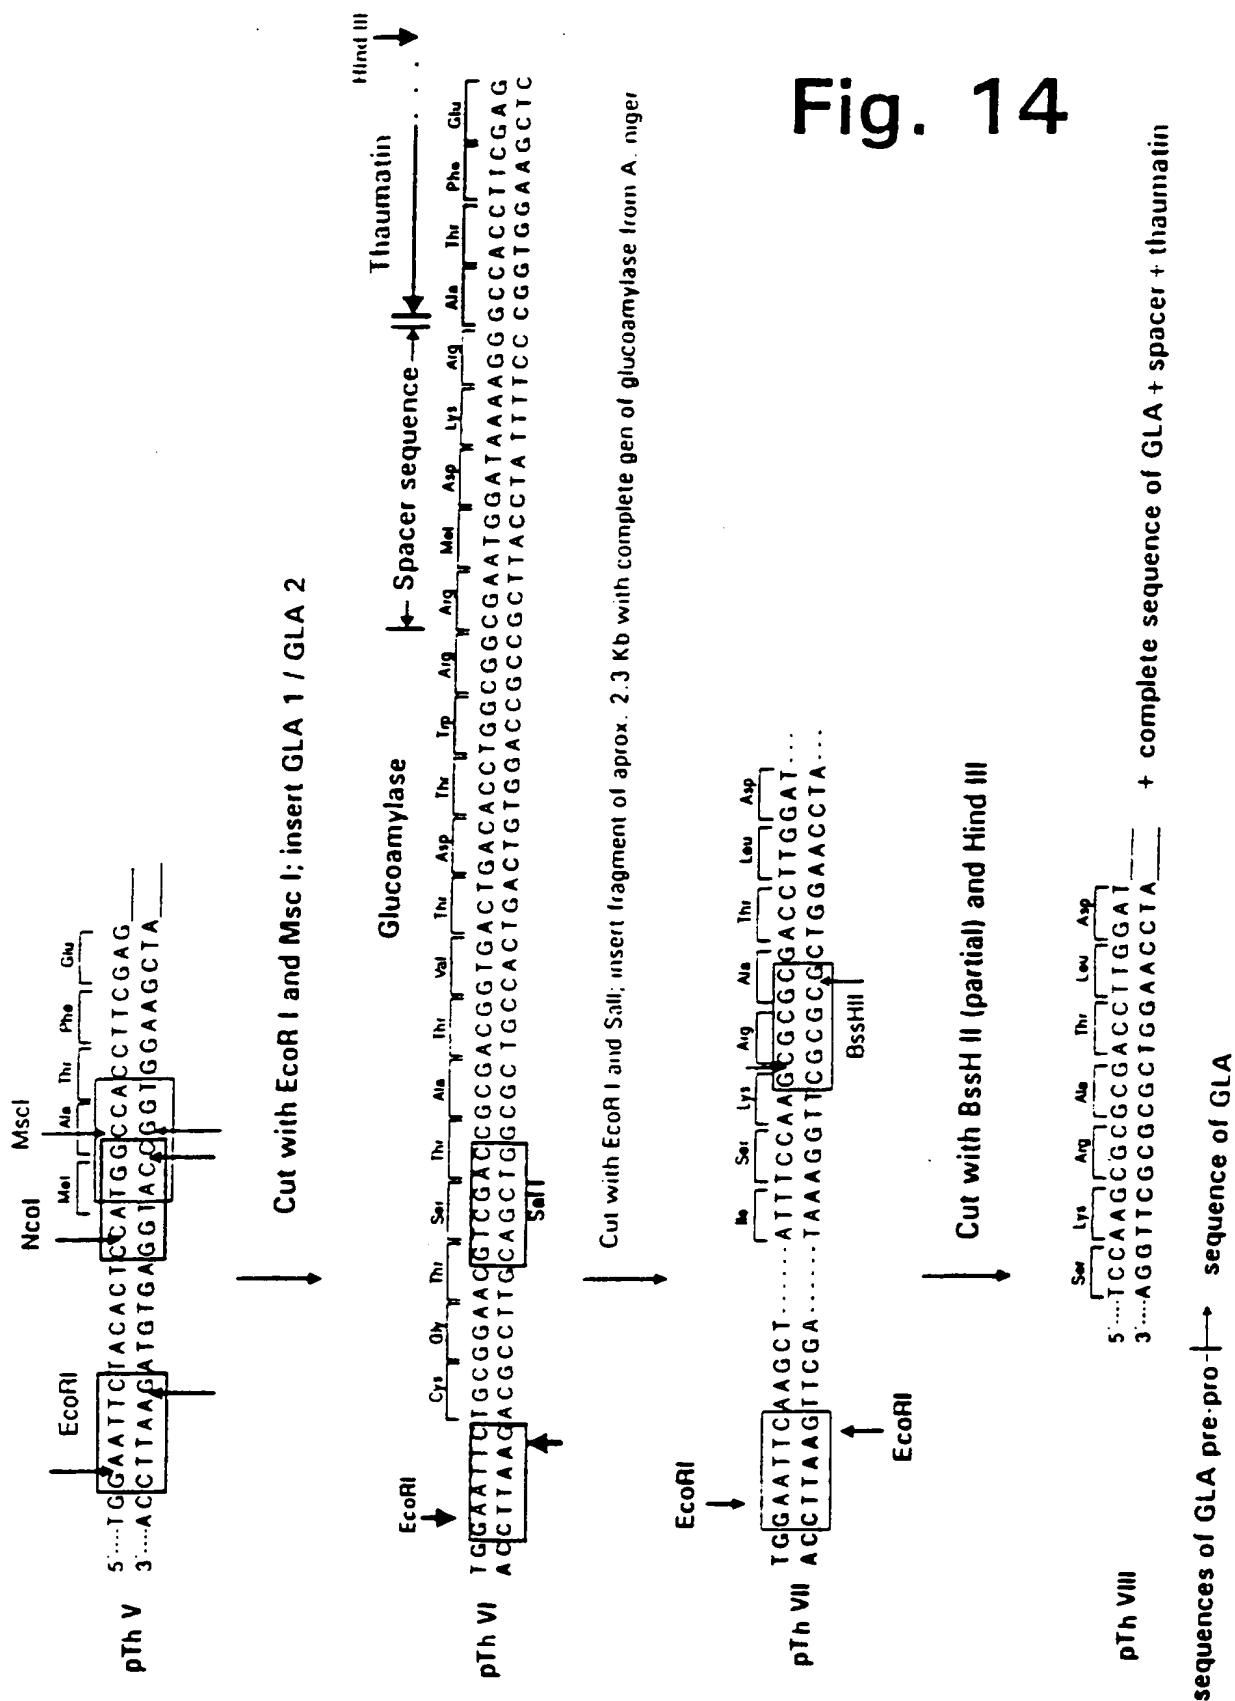 Fig. 14
NcoI
MscI
EcoRI
Met Ala Thr Phe Glu
pTh V
5'....TGGAATTCTACACTCCATGGCCACCTTCGAG
3'....ACCTTAAGATGTGAGGTACCGGTGGAAGCTA
Cut with EcoR I and Msc I; insert GLA 1 / GLA 2
Glucoamylase
Spacer sequence
Thaumatin
Hind III
EcoRI
Cys Gly Thr Ser Thr Ala Thr Val Thr Asp Thr Trp Arg Arg Met Asp Lys Arg Ala Thr Phe Glu
pTh VI
TGGAATTCTGCGGAACGTCGACCGCGACGGTGACTGACACCTGGCGGCGAATGGATAAAAGGGCCACCTTCGAG
ACCTTAAGACGCCTTGCAGCTGGCGCTGCCACTGACTGTGGACCGCCGCTTACCTATTTTCCCGGTGGAAGCTC
Sal I
Cut with EcoR I and SalI; insert fragment of aprox. 2.3 Kb with complete gen of glucoamylase from A. niger
EcoRI
Ile Ser Lys Arg Ala Thr Leu Asp
pTh VII
TGGAATTCAAGCT......ATTTCCAAGCGCGCGACCTTGGAT...
ACCTTAAGTTCGA......TAAAGGTTCGCGCGCTGGAACCTA...
EcoRI
BssHII
Cut with BssH II (partial) and Hind III
Ser Lys Arg Ala Thr Leu Asp
pTh VIII
5'....TCCAAGCGCGCGACCTTGGAT
3'....AGGTTCGCGCGCTGGAACCTA
+ complete sequence of GLA + spacer + thaumatin
sequences of GLA pre-pro- sequence of GLA